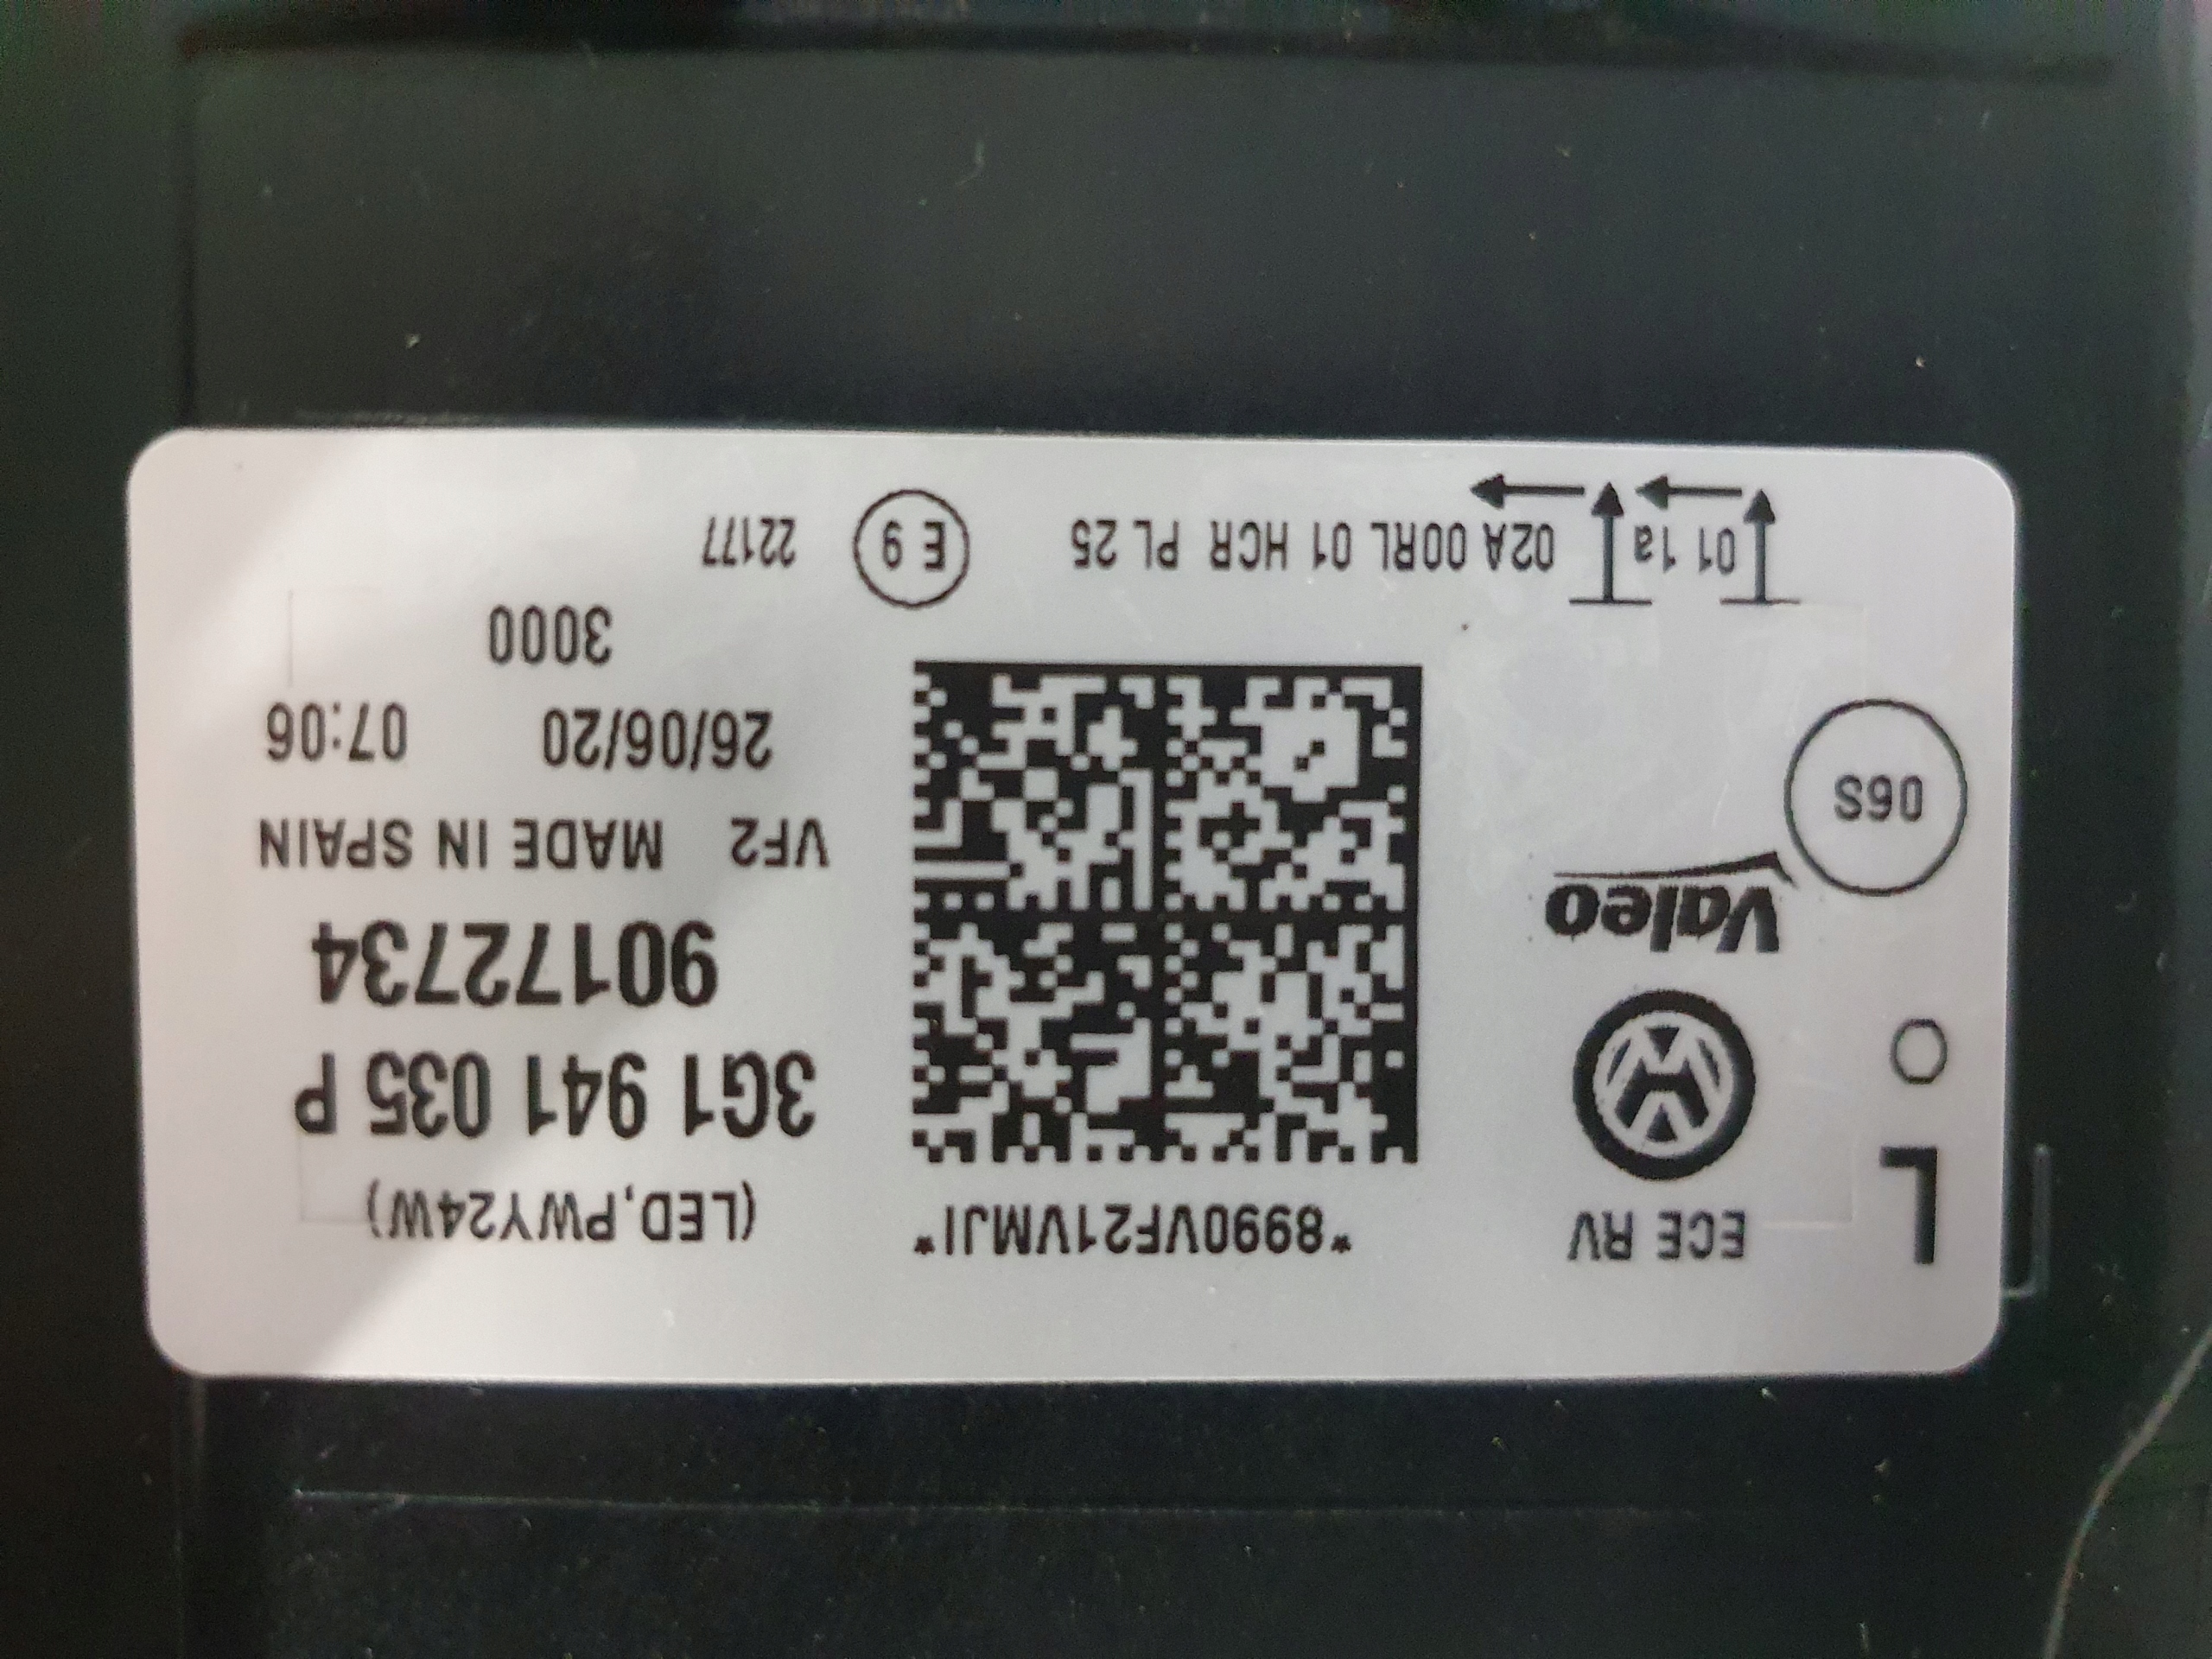 L
ECE RV
*8990VF21VMJI*
(LED,PWY24W)
3G1 941 035 P
90172734
Valeo
VF2 MADE IN SPAIN
06S
26/06/20 07:06
3000
01 1a 02A 00RL 01 HCR PL 25 E 9 22177